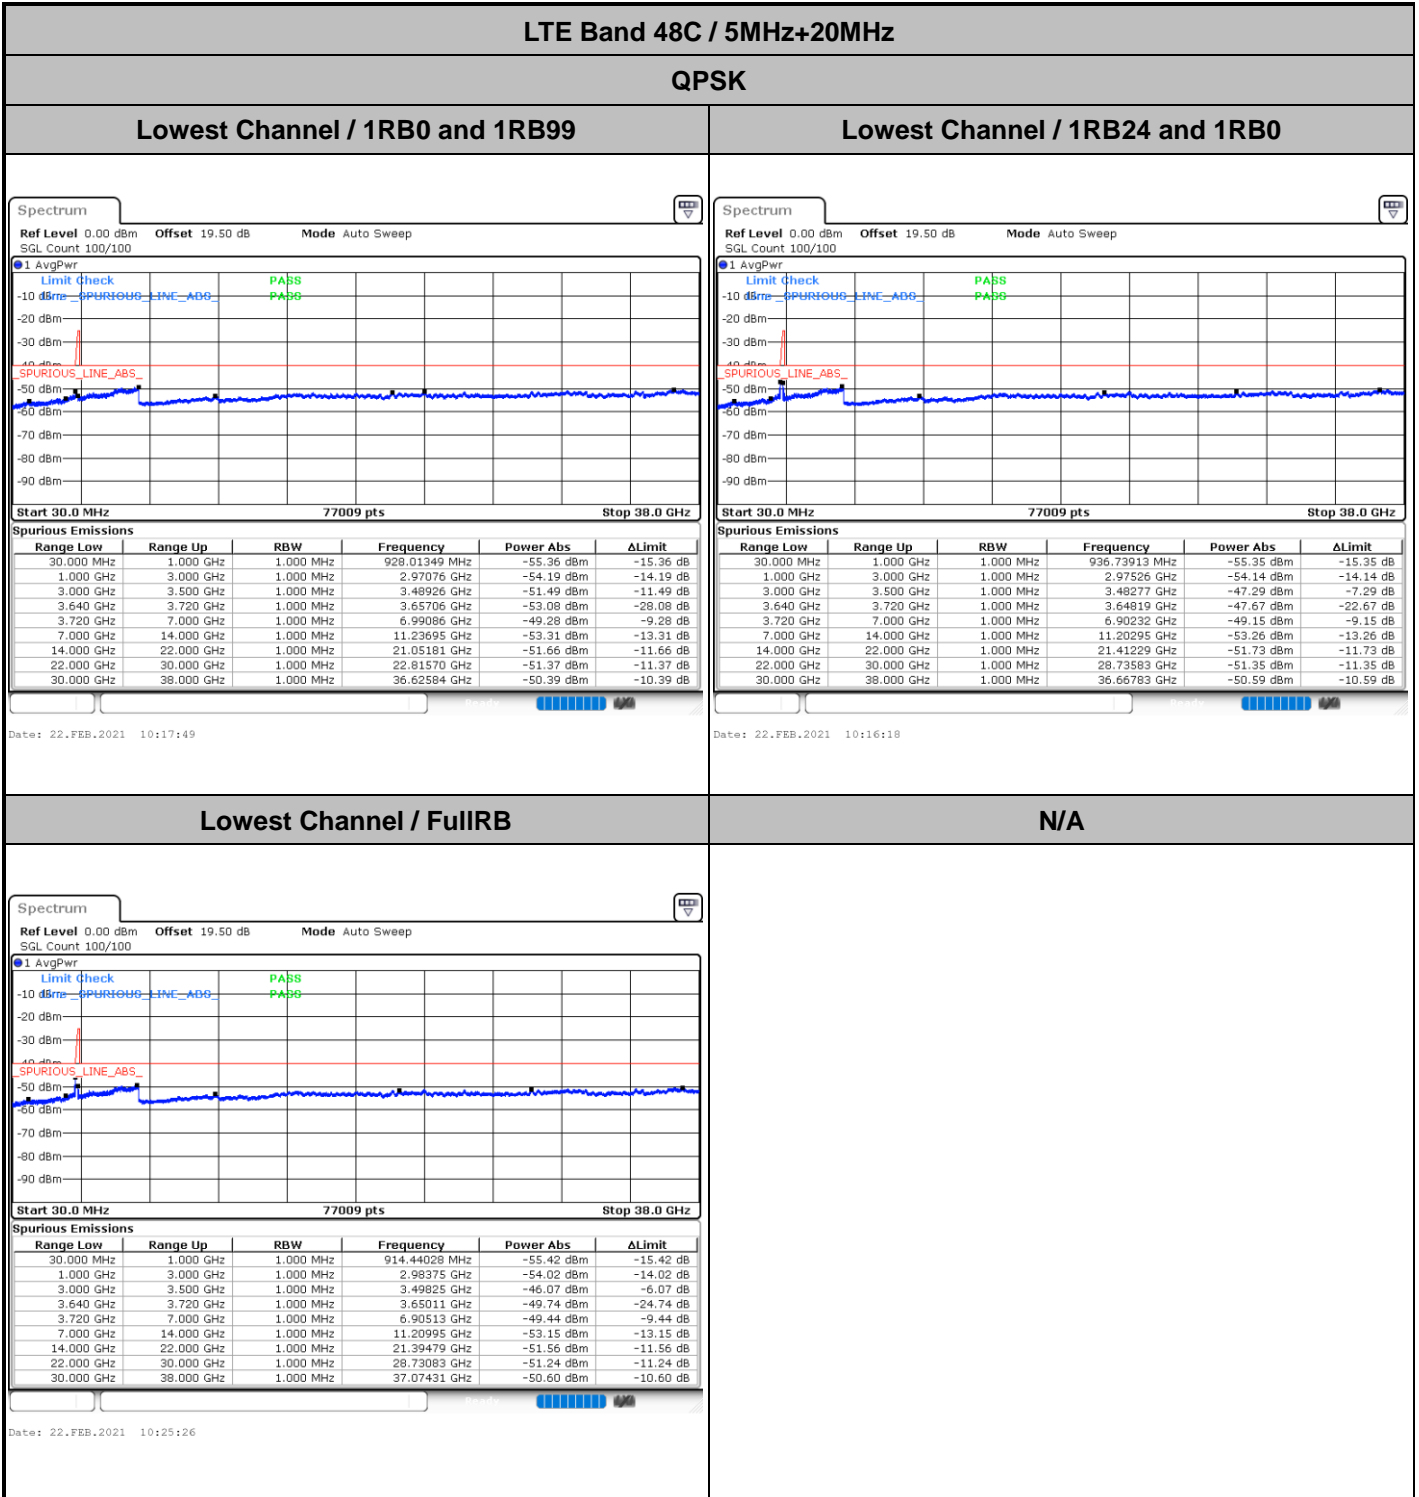 LTE Band 48C / 5MHz+20MHz
QPSK
Lowest Channel / 1RB0 and 1RB99
Lowest Channel / 1RB24 and 1RB0
Spectrum
Ref Level 0.00 dBm Offset 19.50 dB Mode Auto Sweep
SGL Count 100/100
1 AvgPwr
Limit Check PASS
-10 dBm
Line _SPURIOUS_LINE_ABS_ PASS
-20 dBm
-30 dBm
-40 dBm
_SPURIOUS_LINE_ABS_
-50 dBm
-60 dBm
-70 dBm
-80 dBm
-90 dBm
Start 30.0 MHz 77009 pts Stop 38.0 GHz
Spurious Emissions
Range Low Range Up RBW Frequency Power Abs ΔLimit
30.000 MHz 1.000 GHz 1.000 MHz 928.01349 MHz -55.36 dBm -15.36 dB
1.000 GHz 3.000 GHz 1.000 MHz 2.97076 GHz -54.19 dBm -14.19 dB
3.000 GHz 3.500 GHz 1.000 MHz 3.48926 GHz -51.49 dBm -11.49 dB
3.640 GHz 3.720 GHz 1.000 MHz 3.65706 GHz -53.08 dBm -28.08 dB
3.720 GHz 7.000 GHz 1.000 MHz 6.99086 GHz -49.28 dBm -9.28 dB
7.000 GHz 14.000 GHz 1.000 MHz 11.23695 GHz -53.31 dBm -13.31 dB
14.000 GHz 22.000 GHz 1.000 MHz 21.05181 GHz -51.66 dBm -11.66 dB
22.000 GHz 30.000 GHz 1.000 MHz 22.81570 GHz -51.37 dBm -11.37 dB
30.000 GHz 38.000 GHz 1.000 MHz 36.62584 GHz -50.39 dBm -10.39 dB
Ready
Date: 22.FEB.2021 10:17:49
Spectrum
Ref Level 0.00 dBm Offset 19.50 dB Mode Auto Sweep
SGL Count 100/100
1 AvgPwr
Limit Check PASS
-10 dBm
Line _SPURIOUS_LINE_ABS_ PASS
-20 dBm
-30 dBm
-40 dBm
_SPURIOUS_LINE_ABS_
-50 dBm
-60 dBm
-70 dBm
-80 dBm
-90 dBm
Start 30.0 MHz 77009 pts Stop 38.0 GHz
Spurious Emissions
Range Low Range Up RBW Frequency Power Abs ΔLimit
30.000 MHz 1.000 GHz 1.000 MHz 936.73913 MHz -55.35 dBm -15.35 dB
1.000 GHz 3.000 GHz 1.000 MHz 2.97526 GHz -54.14 dBm -14.14 dB
3.000 GHz 3.500 GHz 1.000 MHz 3.48277 GHz -47.29 dBm -7.29 dB
3.640 GHz 3.720 GHz 1.000 MHz 3.64819 GHz -47.67 dBm -22.67 dB
3.720 GHz 7.000 GHz 1.000 MHz 6.90232 GHz -49.15 dBm -9.15 dB
7.000 GHz 14.000 GHz 1.000 MHz 11.20295 GHz -53.26 dBm -13.26 dB
14.000 GHz 22.000 GHz 1.000 MHz 21.41229 GHz -51.73 dBm -11.73 dB
22.000 GHz 30.000 GHz 1.000 MHz 28.73583 GHz -51.35 dBm -11.35 dB
30.000 GHz 38.000 GHz 1.000 MHz 36.66783 GHz -50.59 dBm -10.59 dB
Ready
Date: 22.FEB.2021 10:16:18
Lowest Channel / FullRB
N/A
Spectrum
Ref Level 0.00 dBm Offset 19.50 dB Mode Auto Sweep
SGL Count 100/100
1 AvgPwr
Limit Check PASS
-10 dBm
Line _SPURIOUS_LINE_ABS_ PASS
-20 dBm
-30 dBm
-40 dBm
_SPURIOUS_LINE_ABS_
-50 dBm
-60 dBm
-70 dBm
-80 dBm
-90 dBm
Start 30.0 MHz 77009 pts Stop 38.0 GHz
Spurious Emissions
Range Low Range Up RBW Frequency Power Abs ΔLimit
30.000 MHz 1.000 GHz 1.000 MHz 914.44028 MHz -55.42 dBm -15.42 dB
1.000 GHz 3.000 GHz 1.000 MHz 2.98375 GHz -54.02 dBm -14.02 dB
3.000 GHz 3.500 GHz 1.000 MHz 3.49825 GHz -46.07 dBm -6.07 dB
3.640 GHz 3.720 GHz 1.000 MHz 3.65011 GHz -49.74 dBm -24.74 dB
3.720 GHz 7.000 GHz 1.000 MHz 6.90513 GHz -49.44 dBm -9.44 dB
7.000 GHz 14.000 GHz 1.000 MHz 11.20995 GHz -53.15 dBm -13.15 dB
14.000 GHz 22.000 GHz 1.000 MHz 21.39479 GHz -51.56 dBm -11.56 dB
22.000 GHz 30.000 GHz 1.000 MHz 28.73083 GHz -51.24 dBm -11.24 dB
30.000 GHz 38.000 GHz 1.000 MHz 37.07431 GHz -50.60 dBm -10.60 dB
Ready
Date: 22.FEB.2021 10:25:26